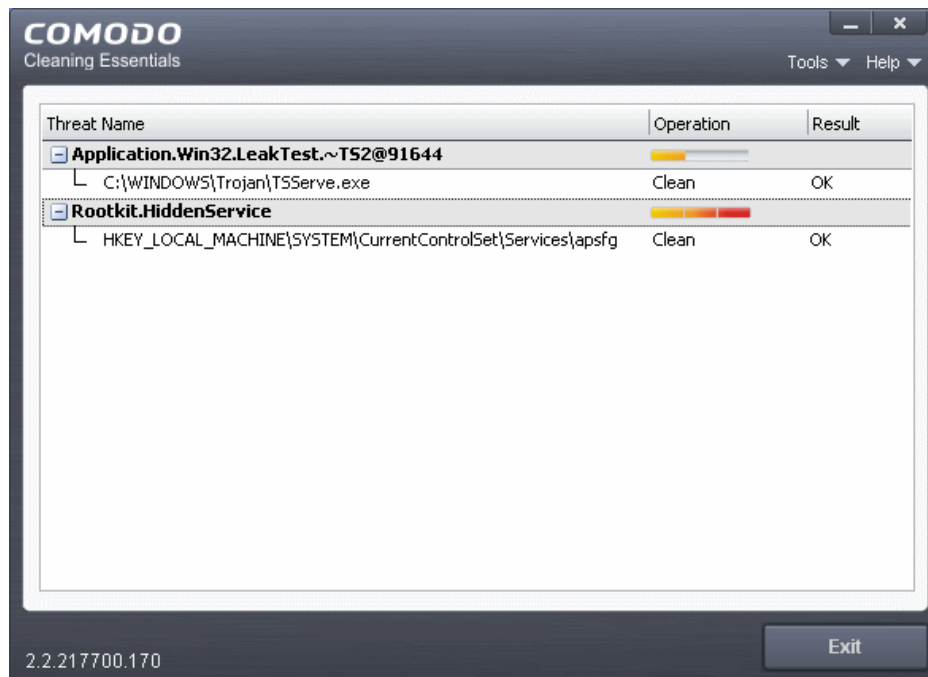 COMODO
Cleaning Essentials
Tools Help
Threat Name Operation Result
Application.Win32.LeakTest.~TS2@91644
C:\WINDOWS\Trojan\TSServe.exe Clean OK
Rootkit.HiddenService
HKEY_LOCAL_MACHINE\SYSTEM\CurrentControlSet\Services\apsfg Clean OK
2.2.217700.170
Exit